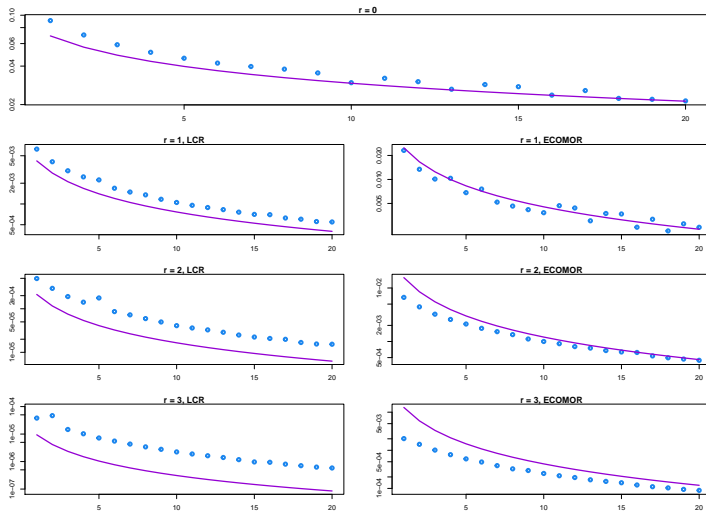 r = 0
0.10
0.06
0.04
0.02
5
10
15
20
r = 1, LCR
5e-03
2e-03
5e-04
5
10
15
20
r = 1, ECOMOR
0.020
0.010
0.005
5
10
15
20
r = 2, LCR
2e-04
5e-05
1e-05
5
10
15
20
r = 2, ECOMOR
1e-02
2e-03
5e-04
5
10
15
20
r = 3, LCR
1e-04
1e-05
1e-06
1e-07
5
10
15
20
r = 3, ECOMOR
5e-03
5e-04
1e-04
5
10
15
20